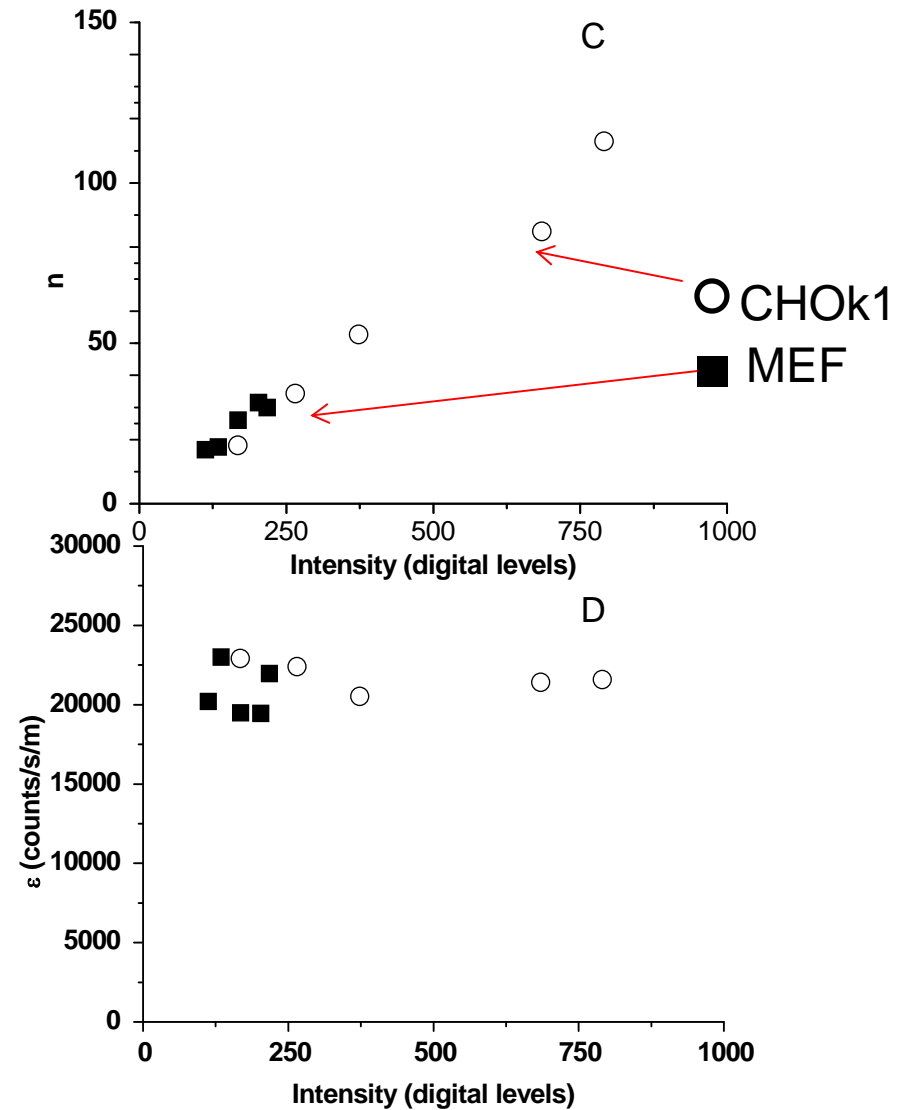 150
C
100
n
50
CHOk1
MEF
0
0 250 500 750 1000
Intensity (digital levels)
30000
D
25000
20000
ε (counts/s/m)
15000
10000
5000
0
0 250 500 750 1000
Intensity (digital levels)